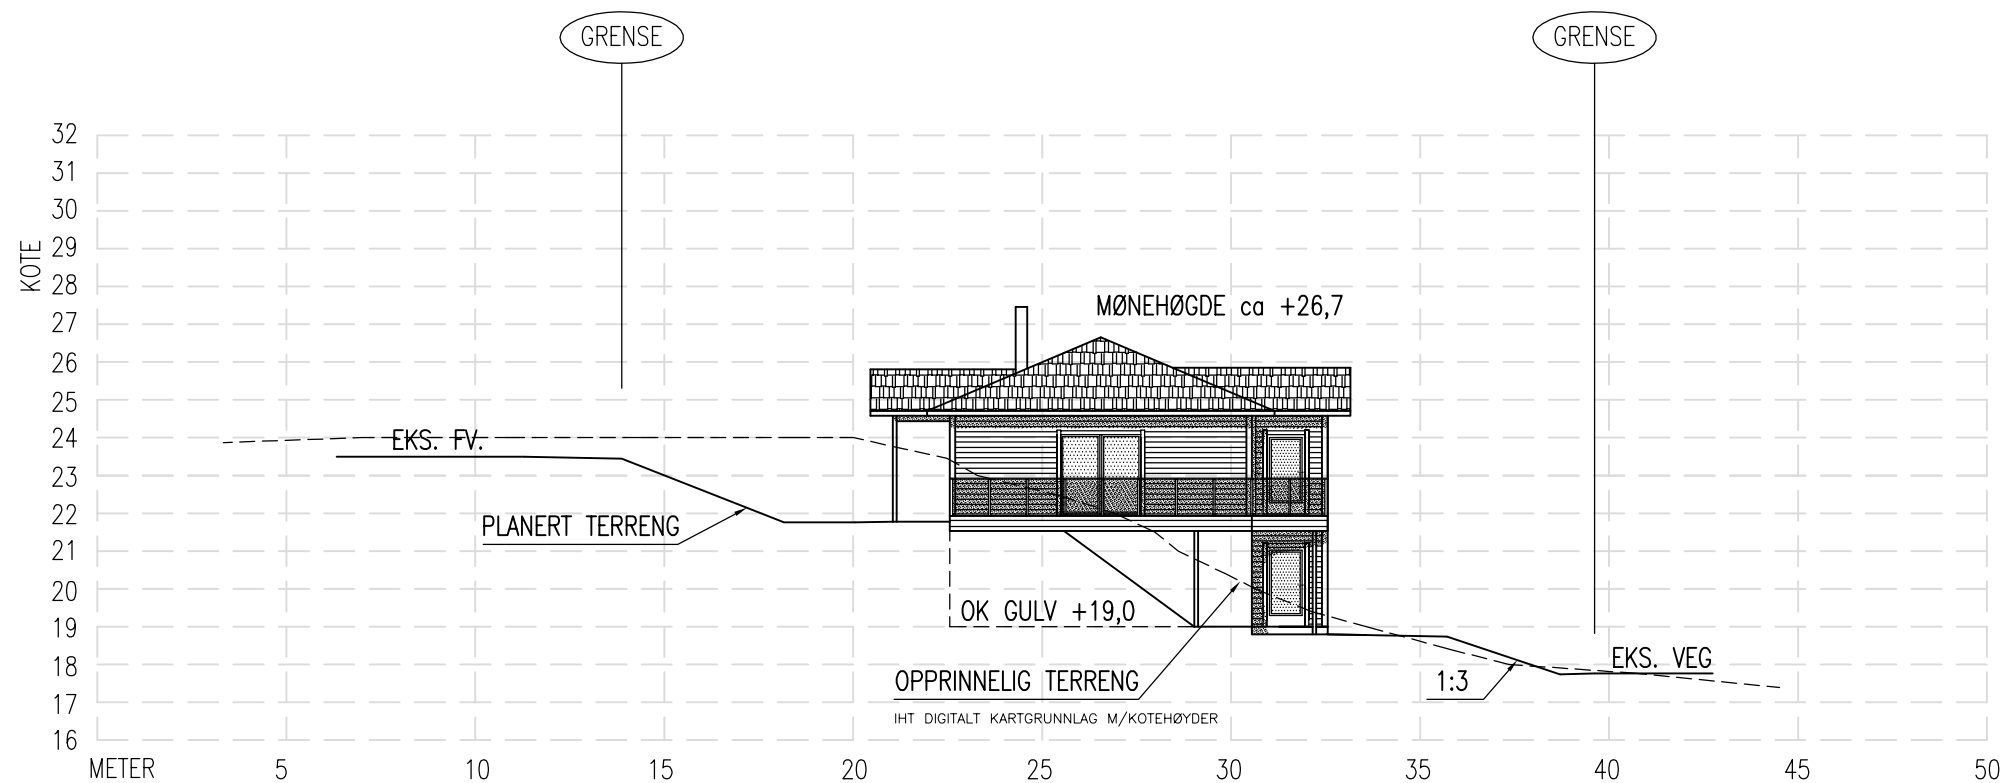 GRENSE
GRENSE
32
31
30
29
28
27
26
25
24
23
22
21
20
19
18
17
16
KOTE
MØNEHØGDE ca +26,7
EKS. FV.
PLANERT TERRENG
OK GULV +19,0
OPPRINNELIG TERRENG
IHT DIGITALT KARTGRUNNLAG M/KOTEHØYDER
1:3
EKS. VEG
METER 5 10 15 20 25 30 35 40 45 50